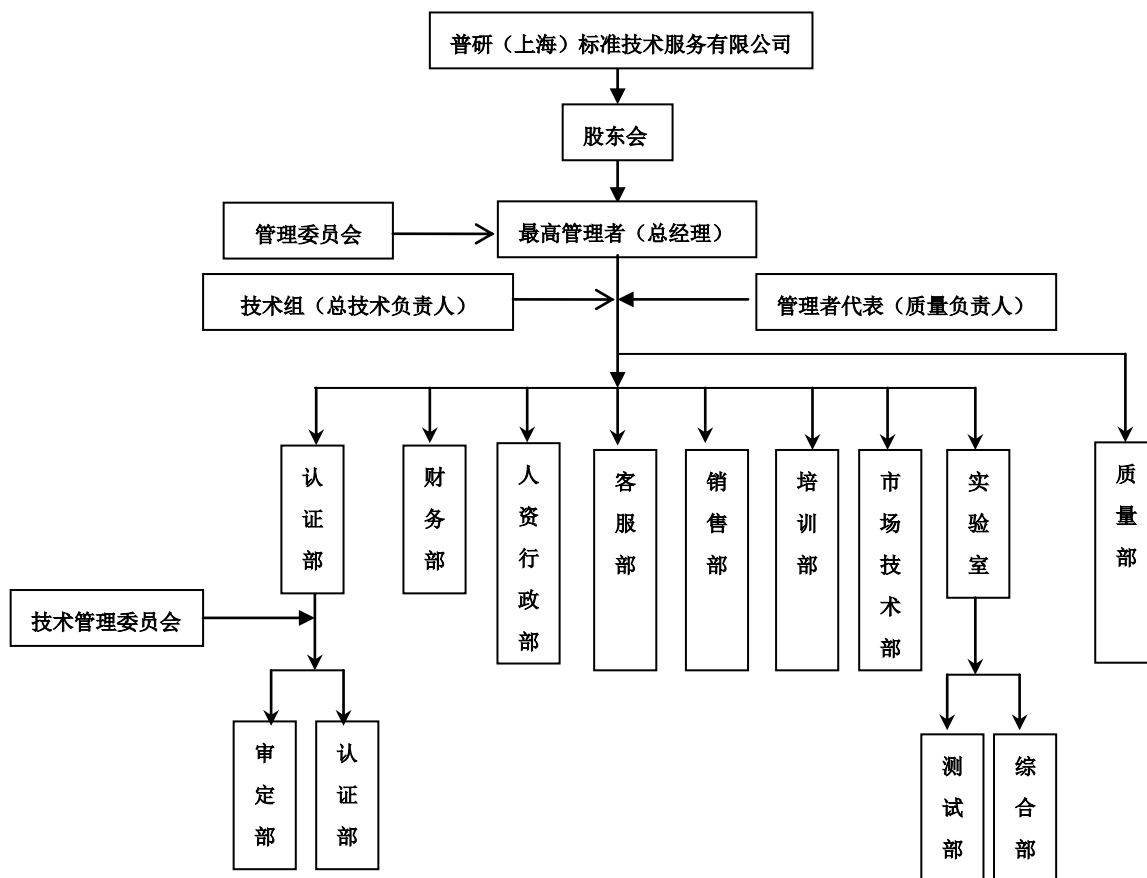 普研（上海）标准技术服务有限公司
股东会
管理委员会
最高管理者（总经理）
技术组（总技术负责人）
管理者代表（质量负责人）
认证部
财务部
人资行政部
客服部
销售部
培训部
市场技术部
实验室
质量部
技术管理委员会
审定部
认证部
测试部
综合部